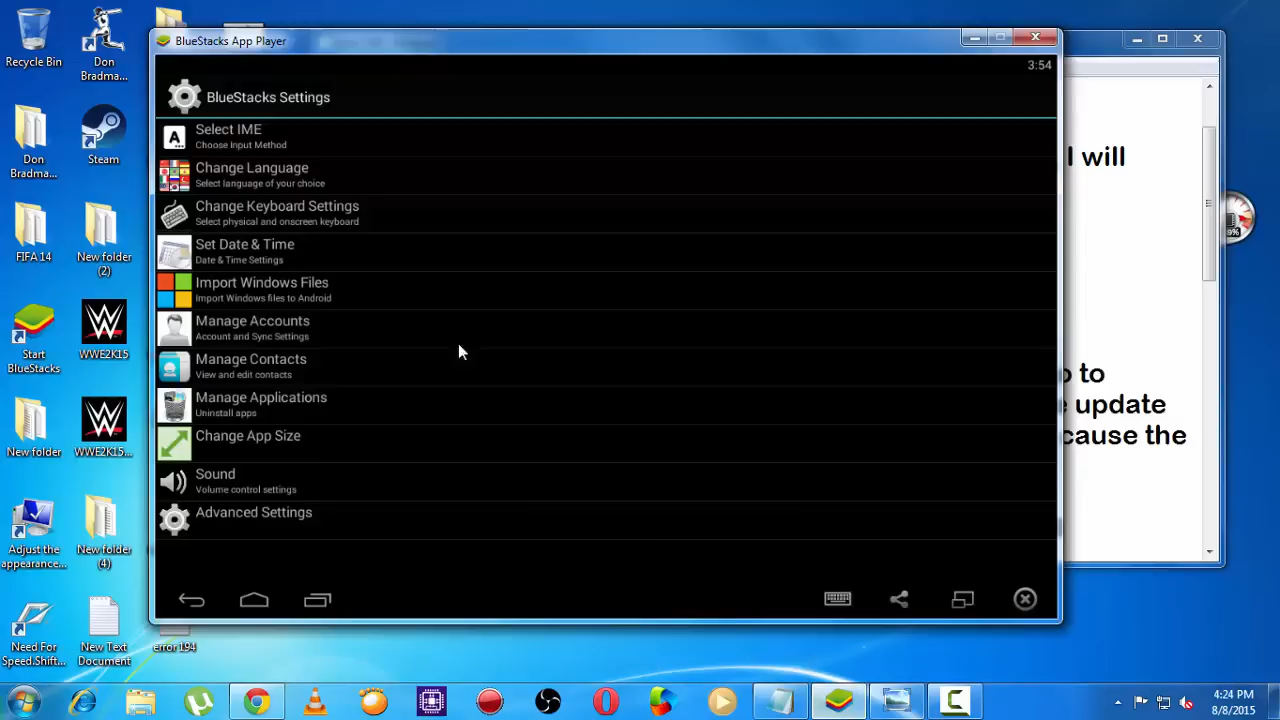 Recycle Bin
Don
Bradma...
Don
Bradma...
Steam
FIFA 14
New folder
(2)
Start
BlueStacks
WWE2K15
New folder
WWE2K15...
Adjust the
appearance...
New folder
(4)
Need For
Speed.Shift...
New Text
Document
error 194
BlueStacks App Player
3:54
BlueStacks Settings
Select IME
Choose Input Method
Change Language
Select language of your choice
Change Keyboard Settings
Select physical and onscreen keyboard
Set Date & Time
Date & Time Settings
Import Windows Files
Import Windows files to Android
Manage Accounts
Account and Sync Settings
Manage Contacts
View and edit contacts
Manage Applications
Uninstall apps
Change App Size
Sound
Volume control settings
Advanced Settings
I will
to
update
cause the
4:24 PM
8/8/2015